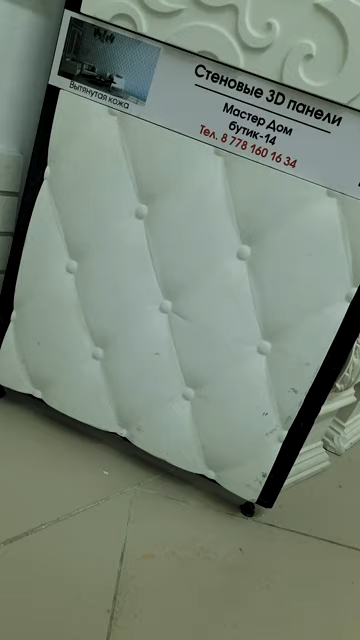 Вытянутая кожа
Стеновые 3D панели
Мастер Дом
бутик-14
Тел. 8 778 160 16 34